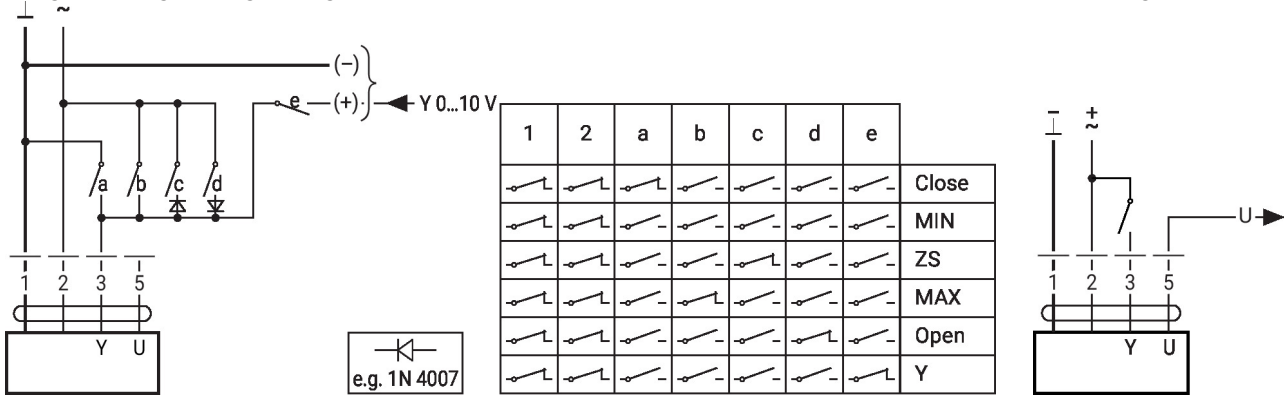 ⊥ ~
(−)
e (+) Y 0...10 V
a b c d
1 2 3 5
Y U
e.g. 1N 4007
1 2 a b c d e
Close
MIN
ZS
MAX
Open
Y
− +
⊥ ~
U
1 2 3 5
Y U